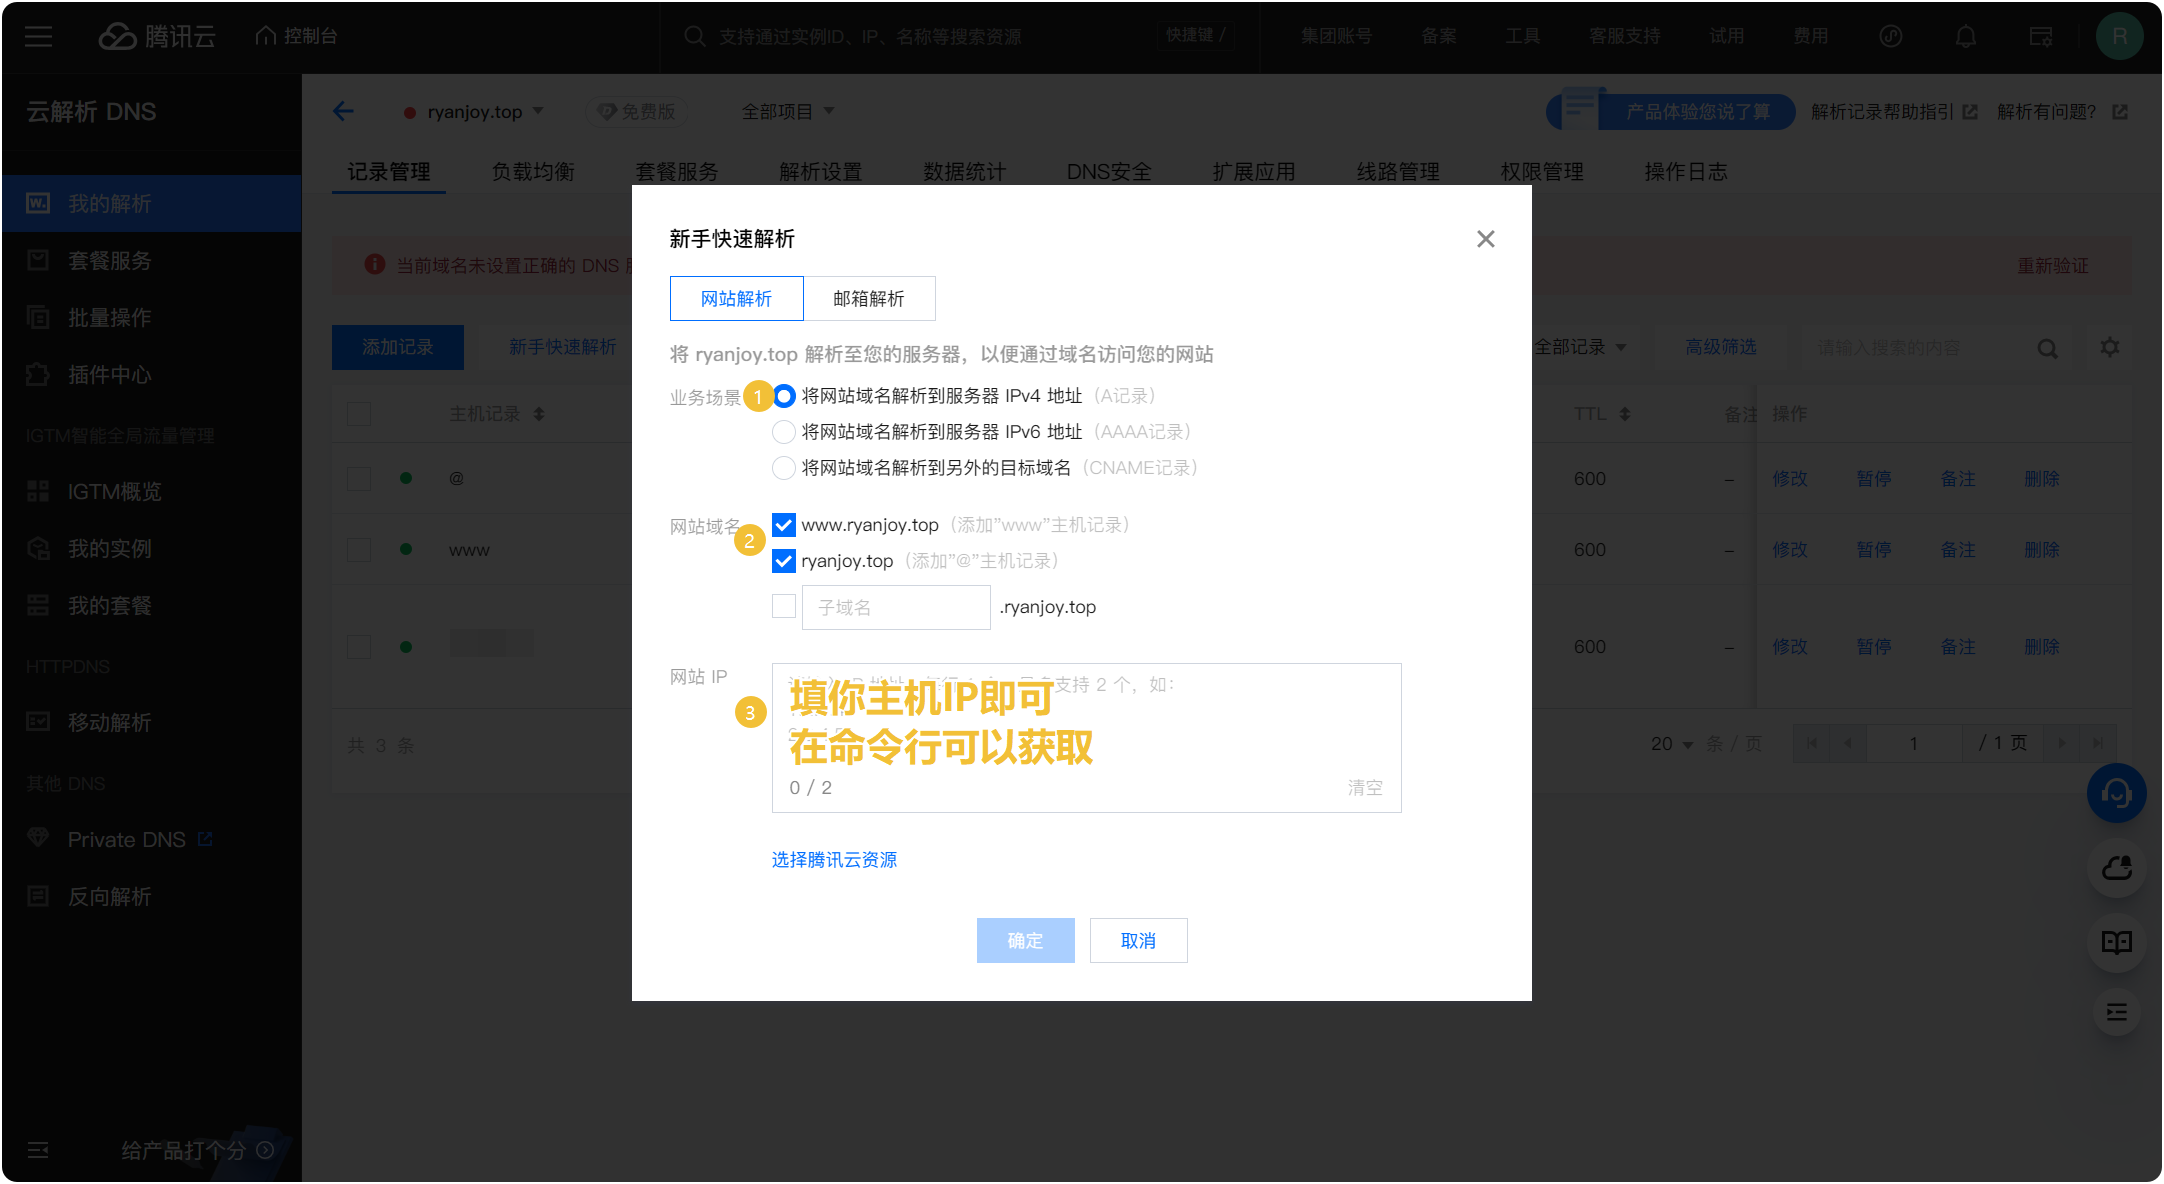 腾讯云
控制台
支持通过实例ID、IP、名称等搜索资源
快捷键 /
集团账号
备案
工具
客服支持
试用
费用
R
云解析 DNS
我的解析
套餐服务
批量操作
插件中心
IGTM智能全局流量管理
IGTM概览
我的实例
我的套餐
HTTPDNS
移动解析
其他 DNS
Private DNS
反向解析
给产品打个分
ryanjoy.top
免费版
全部项目
产品体验您说了算
解析记录帮助指引
解析有问题?
记录管理
负载均衡
套餐服务
解析设置
数据统计
DNS安全
扩展应用
线路管理
权限管理
操作日志
当前域名未设置正确的 DNS
重新验证
添加记录
新手快速解析
全部记录
高级筛选
请输入搜索的内容
主机记录
TTL
备注
操作
@
600
–
修改
暂停
备注
删除
www
600
–
修改
暂停
备注
删除
600
–
修改
暂停
备注
删除
共 3 条
20
条 / 页
1
/ 1 页
新手快速解析
网站解析
邮箱解析
将 ryanjoy.top 解析至您的服务器，以便通过域名访问您的网站
业务场景
1
将网站域名解析到服务器 IPv4 地址（A记录）
将网站域名解析到服务器 IPv6 地址（AAAA记录）
将网站域名解析到另外的目标域名（CNAME记录）
网站域名
2
www.ryanjoy.top（添加"www"主机记录）
ryanjoy.top（添加"@"主机记录）
子域名
.ryanjoy.top
网站 IP
3
支持 2 个，如：
填你主机IP即可
在命令行可以获取
0 / 2
清空
选择腾讯云资源
确定
取消